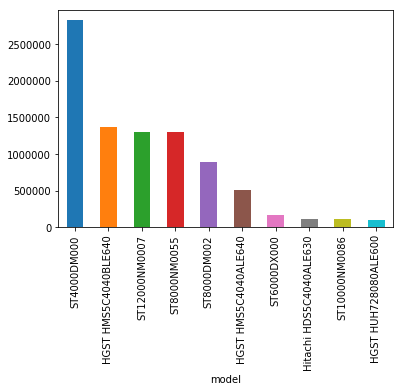 2500000
2000000
1500000
1000000
500000
0
ST4000DM000
HGST HMS5C4040BLE640
ST12000NM0007
ST8000NM0055
ST8000DM002
HGST HMS5C4040ALE640
ST6000DX000
Hitachi HDS5C4040ALE630
ST10000NM0086
HGST HUH728080ALE600
model